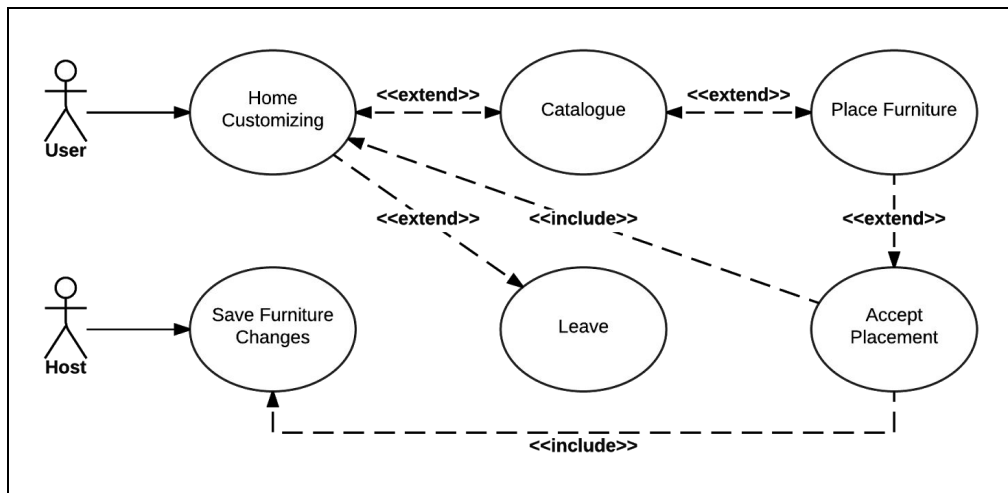 Home
Customizing
<<extend>>
Catalogue
<<extend>>
Place Furniture
User
<<extend>>
<<include>>
<<extend>>
Save Furniture
Changes
Leave
Accept
Placement
Host
<<include>>